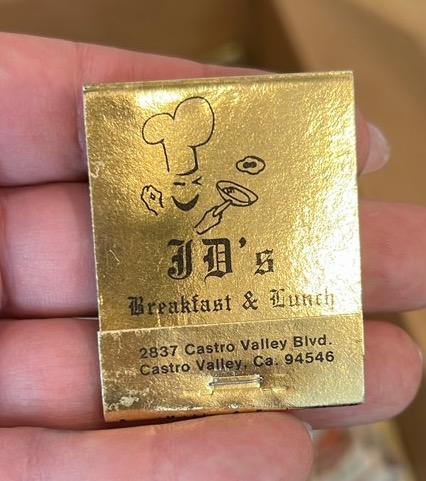 JD's
Breakfast & Lunch
2837 Castro Valley Blvd.
Castro Valley, Ca. 94546